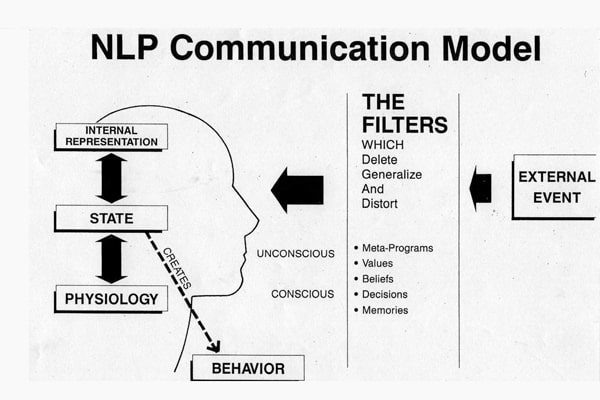 NLP Communication Model
INTERNAL
REPRESENTATION
STATE
PHYSIOLOGY
CREATES
BEHAVIOR
UNCONSCIOUS
CONSCIOUS
THE
FILTERS
WHICH
Delete
Generalize
And
Distort
• Meta-Programs
• Values
• Beliefs
• Decisions
• Memories
EXTERNAL
EVENT